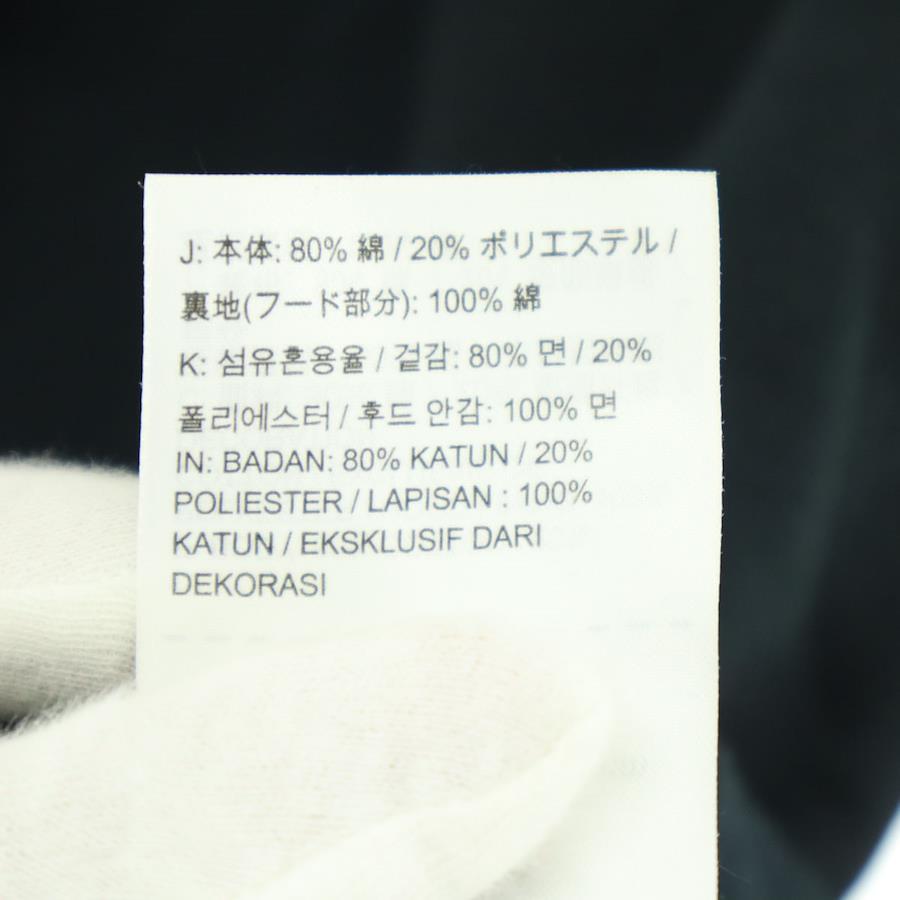 J: 本体: 80% 綿 / 20% ポリエステル /
裏地(フード部分): 100% 綿
K: 섬유혼용율 / 겉감: 80% 면 / 20%
폴리에스터 / 후드 안감: 100% 면
IN: BADAN: 80% KATUN / 20%
POLIESTER / LAPISAN : 100%
KATUN / EKSKLUSIF DARI
DEKORASI